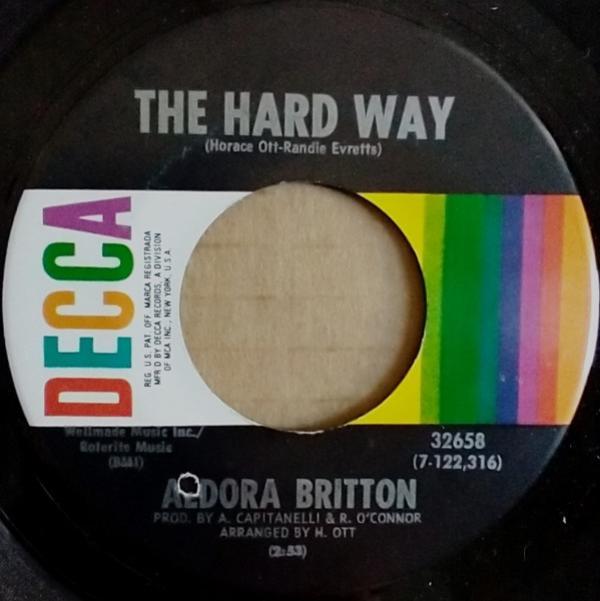 THE HARD WAY
(Horace Ott-Randle Evretts)
DECCA
REG. U.S. PAT. OFF. MARCA REGISTRADA
MFR'D BY DECCA RECORDS, A DIVISION
OF MCA INC., NEW YORK, U.S.A.
Wellmade Music Inc./
Roterite Music
(BMI)
32658
(7-122,316)
ALDORA BRITTON
PROD. BY A. CAPITANELLI & R. O'CONNOR
ARRANGED BY H. OTT
(2:53)